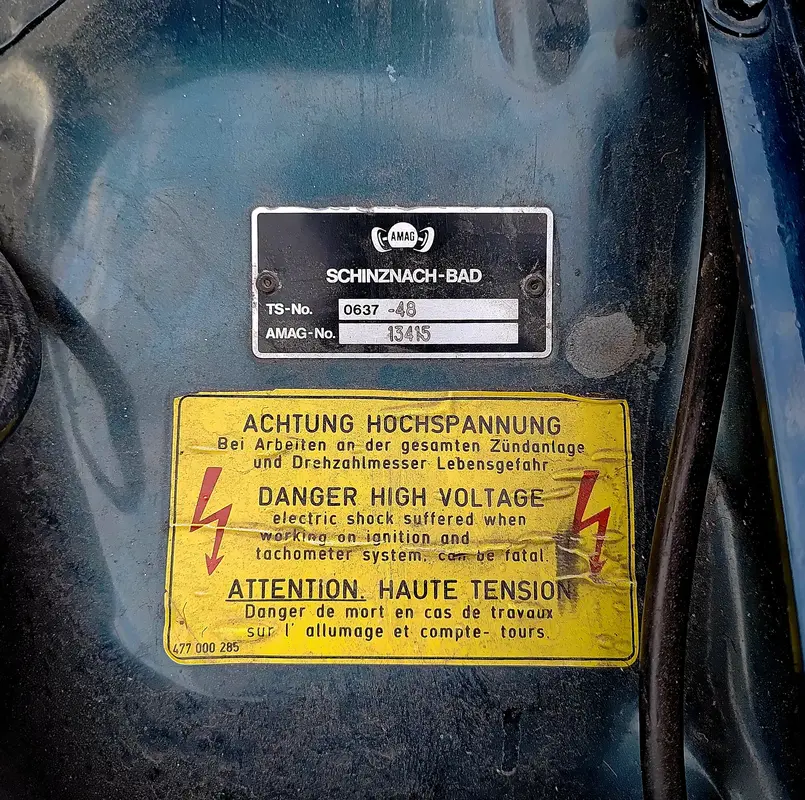 AMAG
SCHINZNACH-BAD
TS-No. 0637 -48
AMAG-No. 13415
ACHTUNG HOCHSPANNUNG
Bei Arbeiten an der gesamten Zündanlage
und Drehzahlmesser Lebensgefahr
DANGER HIGH VOLTAGE
electric shock suffered when
working on ignition and
tachometer system, can be fatal.
ATTENTION. HAUTE TENSION
Danger de mort en cas de travaux
sur l' allumage et compte- tours.
477 000 285